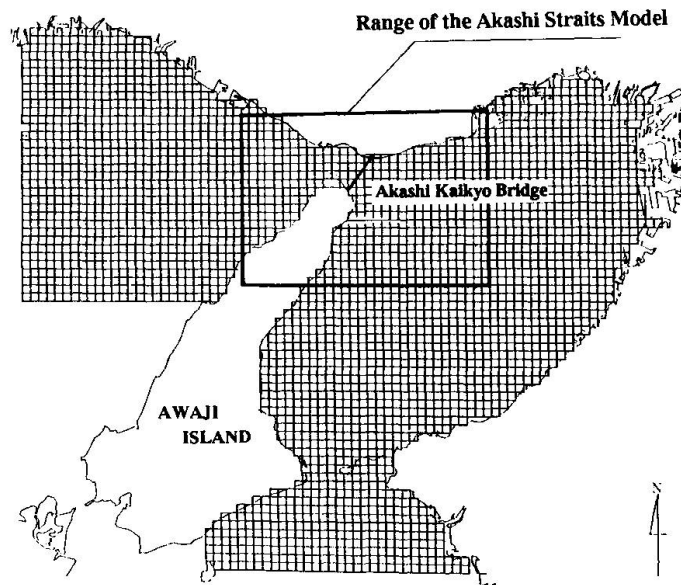 Range of the Akashi Straits Model
Akashi Kaikyo Bridge
AWAJI
ISLAND
N